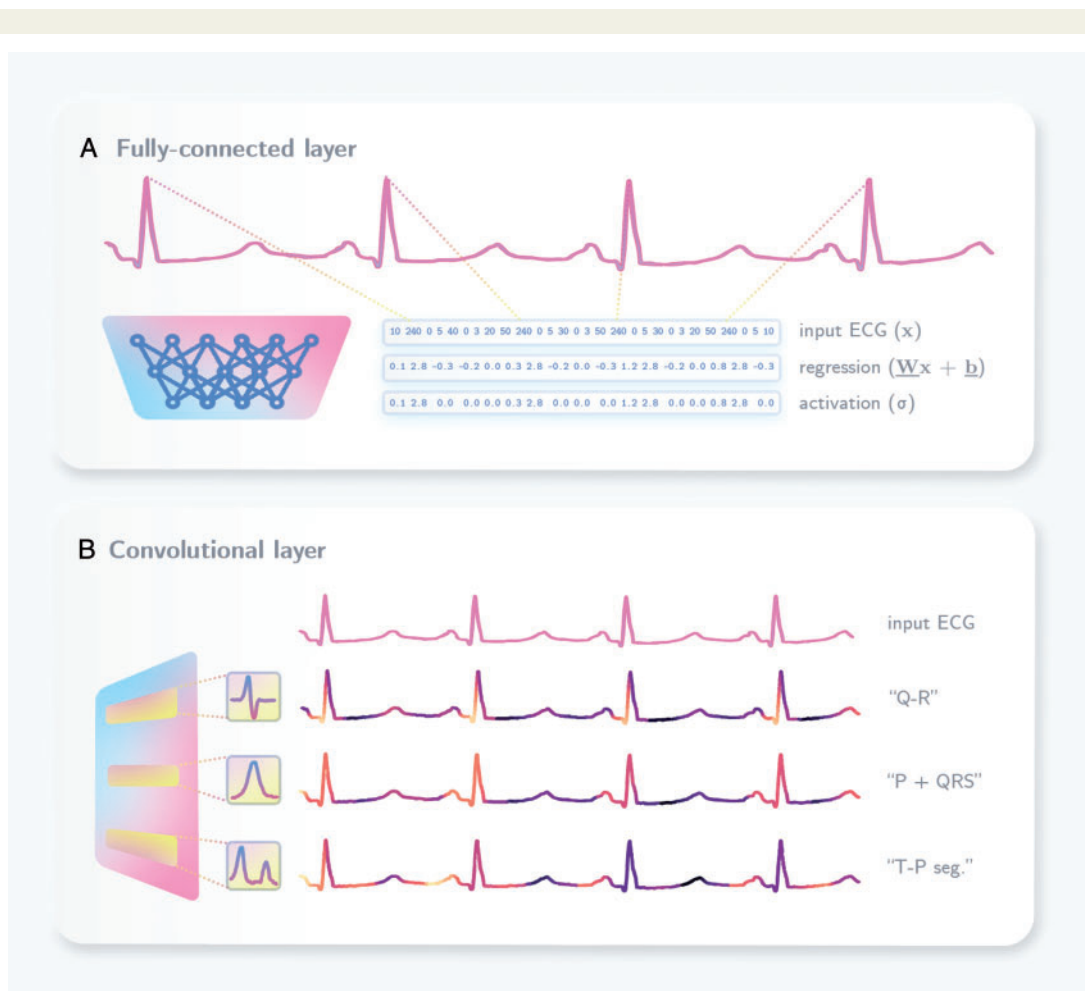 A Fully-connected layer
10 240 0 5 40 0 3 20 50 240 0 5 30 0 3 50 240 0 5 30 0 3 20 50 240 0 5 10 input ECG (x)
0.1 2.8 -0.3 -0.2 0.0 0.3 2.8 -0.2 0.0 -0.3 1.2 2.8 -0.2 0.0 0.8 2.8 -0.3 regression (Wx + b)
0.1 2.8 0.0 0.0 0.0 0.3 2.8 0.0 0.0 0.0 1.2 2.8 0.0 0.0 0.8 2.8 0.0 activation (σ)
B Convolutional layer
input ECG
“Q-R”
“P + QRS”
“T-P seg.”